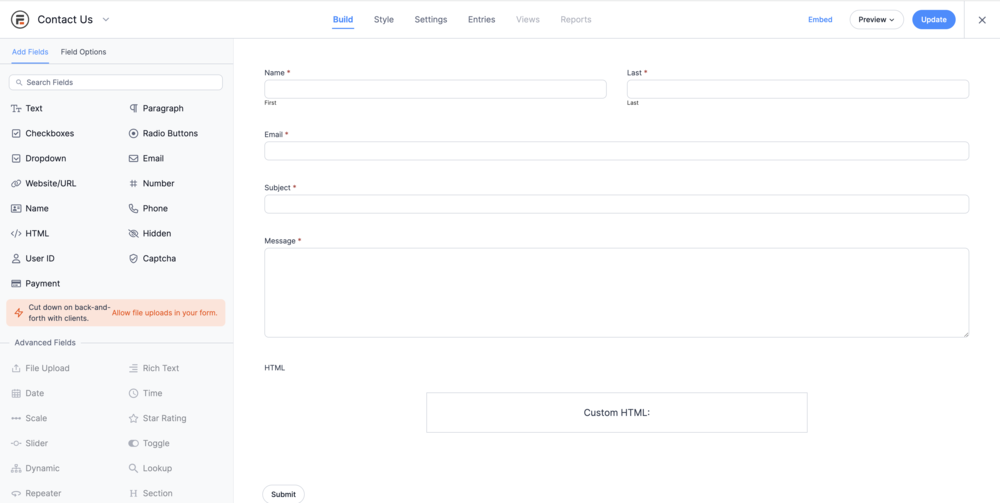 Contact Us
Build Style Settings Entries Views Reports
Embed Preview Update
Add Fields Field Options
Search Fields
Text Paragraph
Checkboxes Radio Buttons
Dropdown Email
Website/URL Number
Name Phone
HTML Hidden
User ID Captcha
Payment
Cut down on back-and-
forth with clients.
Allow file uploads in your form.
Advanced Fields
File Upload Rich Text
Date Time
Scale Star Rating
Slider Toggle
Dynamic Lookup
Repeater Section
Name * Last *
First Last
Email *
Subject *
Message *
HTML
Custom HTML:
Submit